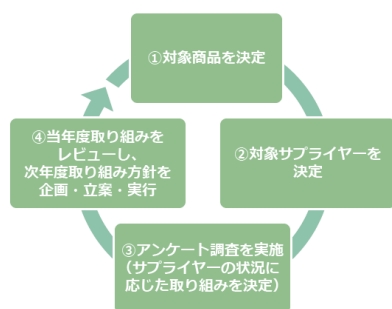 ①対象商品を決定
②対象サプライヤーを
決定
③アンケート調査を実施
（サプライヤーの状況に
応じた取り組みを決定）
④当年度取り組みを
レビューし、
次年度取り組み方針を
企画・立案・実行